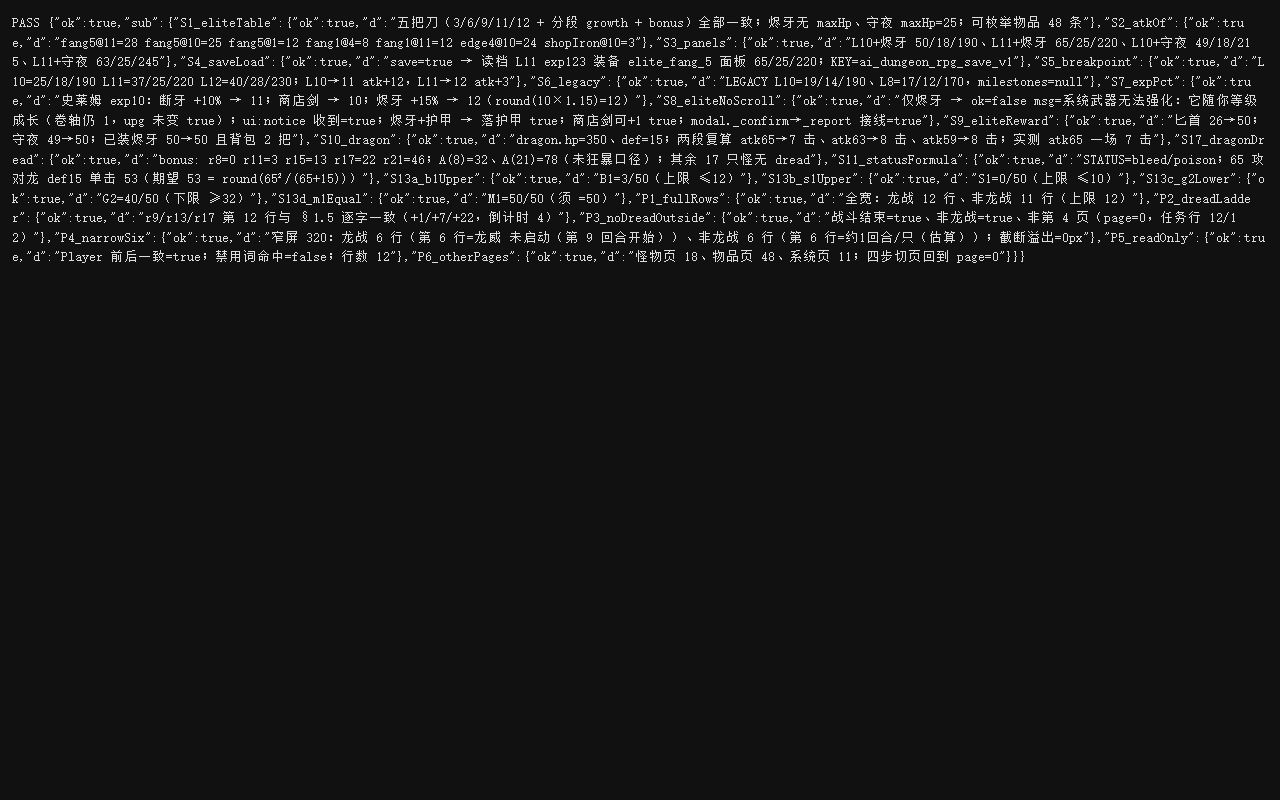 PASS {"ok":true,"sub":{"S1_eliteTable":{"ok":true,"d":"五把刀（3/6/9/11/12 + 分段 growth + bonus）全部一致；烬牙无 maxHp、守夜 maxHp=25；可枚举物品 48 条"},"S2_atkOf":{"ok":tru
e,"d":"fang5@11=28 fang5@10=25 fang5@1=12 fang1@4=8 fang1@11=12 edge4@10=24 shopIron@10=3"},"S3_panels":{"ok":true,"d":"L10+烬牙 50/18/190、L11+烬牙 65/25/220、L10+守夜 49/18/21
5、L11+守夜 63/25/245"},"S4_saveLoad":{"ok":true,"d":"save=true → 读档 L11 exp123 装备 elite_fang_5 面板 65/25/220；KEY=ai_dungeon_rpg_save_v1"},"S5_breakpoint":{"ok":true,"d":"L
10=25/18/190 L11=37/25/220 L12=40/28/230；L10→11 atk+12，L11→12 atk+3"},"S6_legacy":{"ok":true,"d":"LEGACY L10=19/14/190、L8=17/12/170，milestones=null"},"S7_expPct":{"ok":tru
e,"d":"史莱姆 exp10：断牙 +10% → 11；商店剑 → 10；烬牙 +15% → 12（round(10×1.15)=12）"},"S8_eliteNoScroll":{"ok":true,"d":"仅烬牙 → ok=false msg=系统武器无法强化：它随你等级
成长（卷轴仍 1，upg 未变 true）；ui:notice 收到=true；烬牙+护甲 → 落护甲 true；商店剑可+1 true；modal._confirm→_report 接线=true"},"S9_eliteReward":{"ok":true,"d":"匕首 26→50；
守夜 49→50；已装烬牙 50→50 且背包 2 把"},"S10_dragon":{"ok":true,"d":"dragon.hp=350、def=15；两段复算 atk65→7 击、atk63→8 击、atk59→8 击；实测 atk65 一场 7 击"},"S17_dragonD­r
ead":{"ok":true,"d":"bonus: r8=0 r11=3 r15=13 r17=22 r21=46；A(8)=32、A(21)=78（未狂暴口径）；其余 17 只怪无 dread"},"S11_statusFormula":{"ok":true,"d":"STATUS=bleed/poison；65 攻
对龙 def15 单击 53（期望 53 = round(65²/(65+15))）"},"S13a_b1Upper":{"ok":true,"d":"B1=3/50（上限 ≤12）"},"S13b_s1Upper":{"ok":true,"d":"S1=0/50（上限 ≤10）"},"S13c_g2Lower":{"o
k":true,"d":"G2=40/50（下限 ≥32）"},"S13d_m1Equal":{"ok":true,"d":"M1=50/50（须 =50）"},"P1_fullRows":{"ok":true,"d":"全宽：龙战 12 行、非龙战 11 行（上限 12）"},"P2_dreadLadde
r":{"ok":true,"d":"r9/r13/r17 第 12 行与 §1.5 逐字一致（+1/+7/+22，倒计时 4）"},"P3_noDreadOutside":{"ok":true,"d":"战斗结束=true、非龙战=true、非第 4 页（page=0，任务行 12/1
2）"},"P4_narrowSix":{"ok":true,"d":"窄屏 320：龙战 6 行（第 6 行=龙威 未启动（第 9 回合开始））、非龙战 6 行（第 6 行=约1回合/只（估算））；截断溢出=0px"},"P5_readOnly":{"ok":tru
e,"d":"Player 前后一致=true；禁用词命中=false；行数 12"},"P6_otherPages":{"ok":true,"d":"怪物页 18、物品页 48、系统页 11；四步切页回到 page=0"}}}